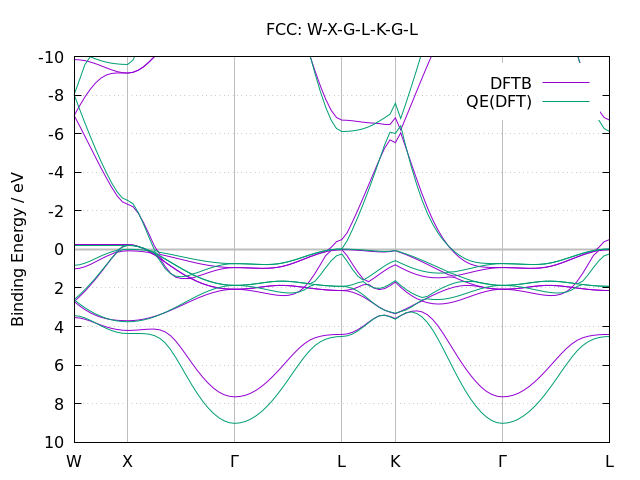 FCC: W-X-G-L-K-G-L
DFTB
QE(DFT)
Binding Energy / eV
-10
-8
-6
-4
-2
0
2
4
6
8
10
W X Γ L K Γ L